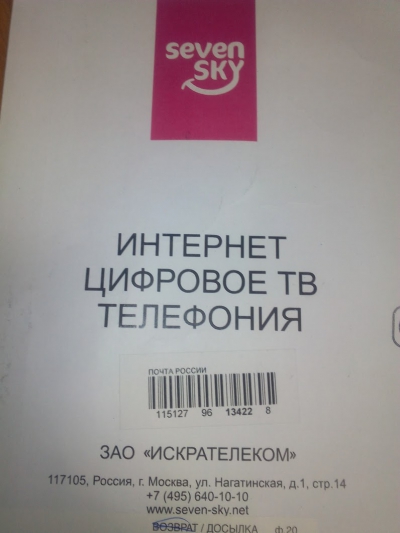 seven
SKY
ИНТЕРНЕТ
ЦИФРОВОЕ ТВ
ТЕЛЕФОНИЯ
ПОЧТА РОССИИ
115127 96 13422 8
ЗАО «ИСКРАТЕЛЕКОМ»
117105, Россия, г. Москва, ул. Нагатинская, д.1, стр.14
+7 (495) 640-10-10
www.seven-sky.net
ВОЗВРАТ / ДОСЫЛКА ф.20